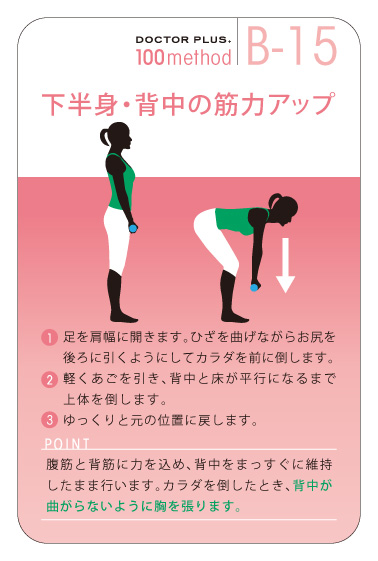 DOCTOR PLUS.
100method
B-15
下半身・背中の筋力アップ
1 足を肩幅に開きます。ひざを曲げながらお尻を
後ろに引くようにしてカラダを前に倒します。
2 軽くあごを引き、背中と床が平行になるまで
上体を倒します。
3 ゆっくりと元の位置に戻します。
POINT
腹筋と背筋に力を込め、背中をまっすぐに維持
したまま行います。カラダを倒したとき、背中が
曲がらないように胸を張ります。